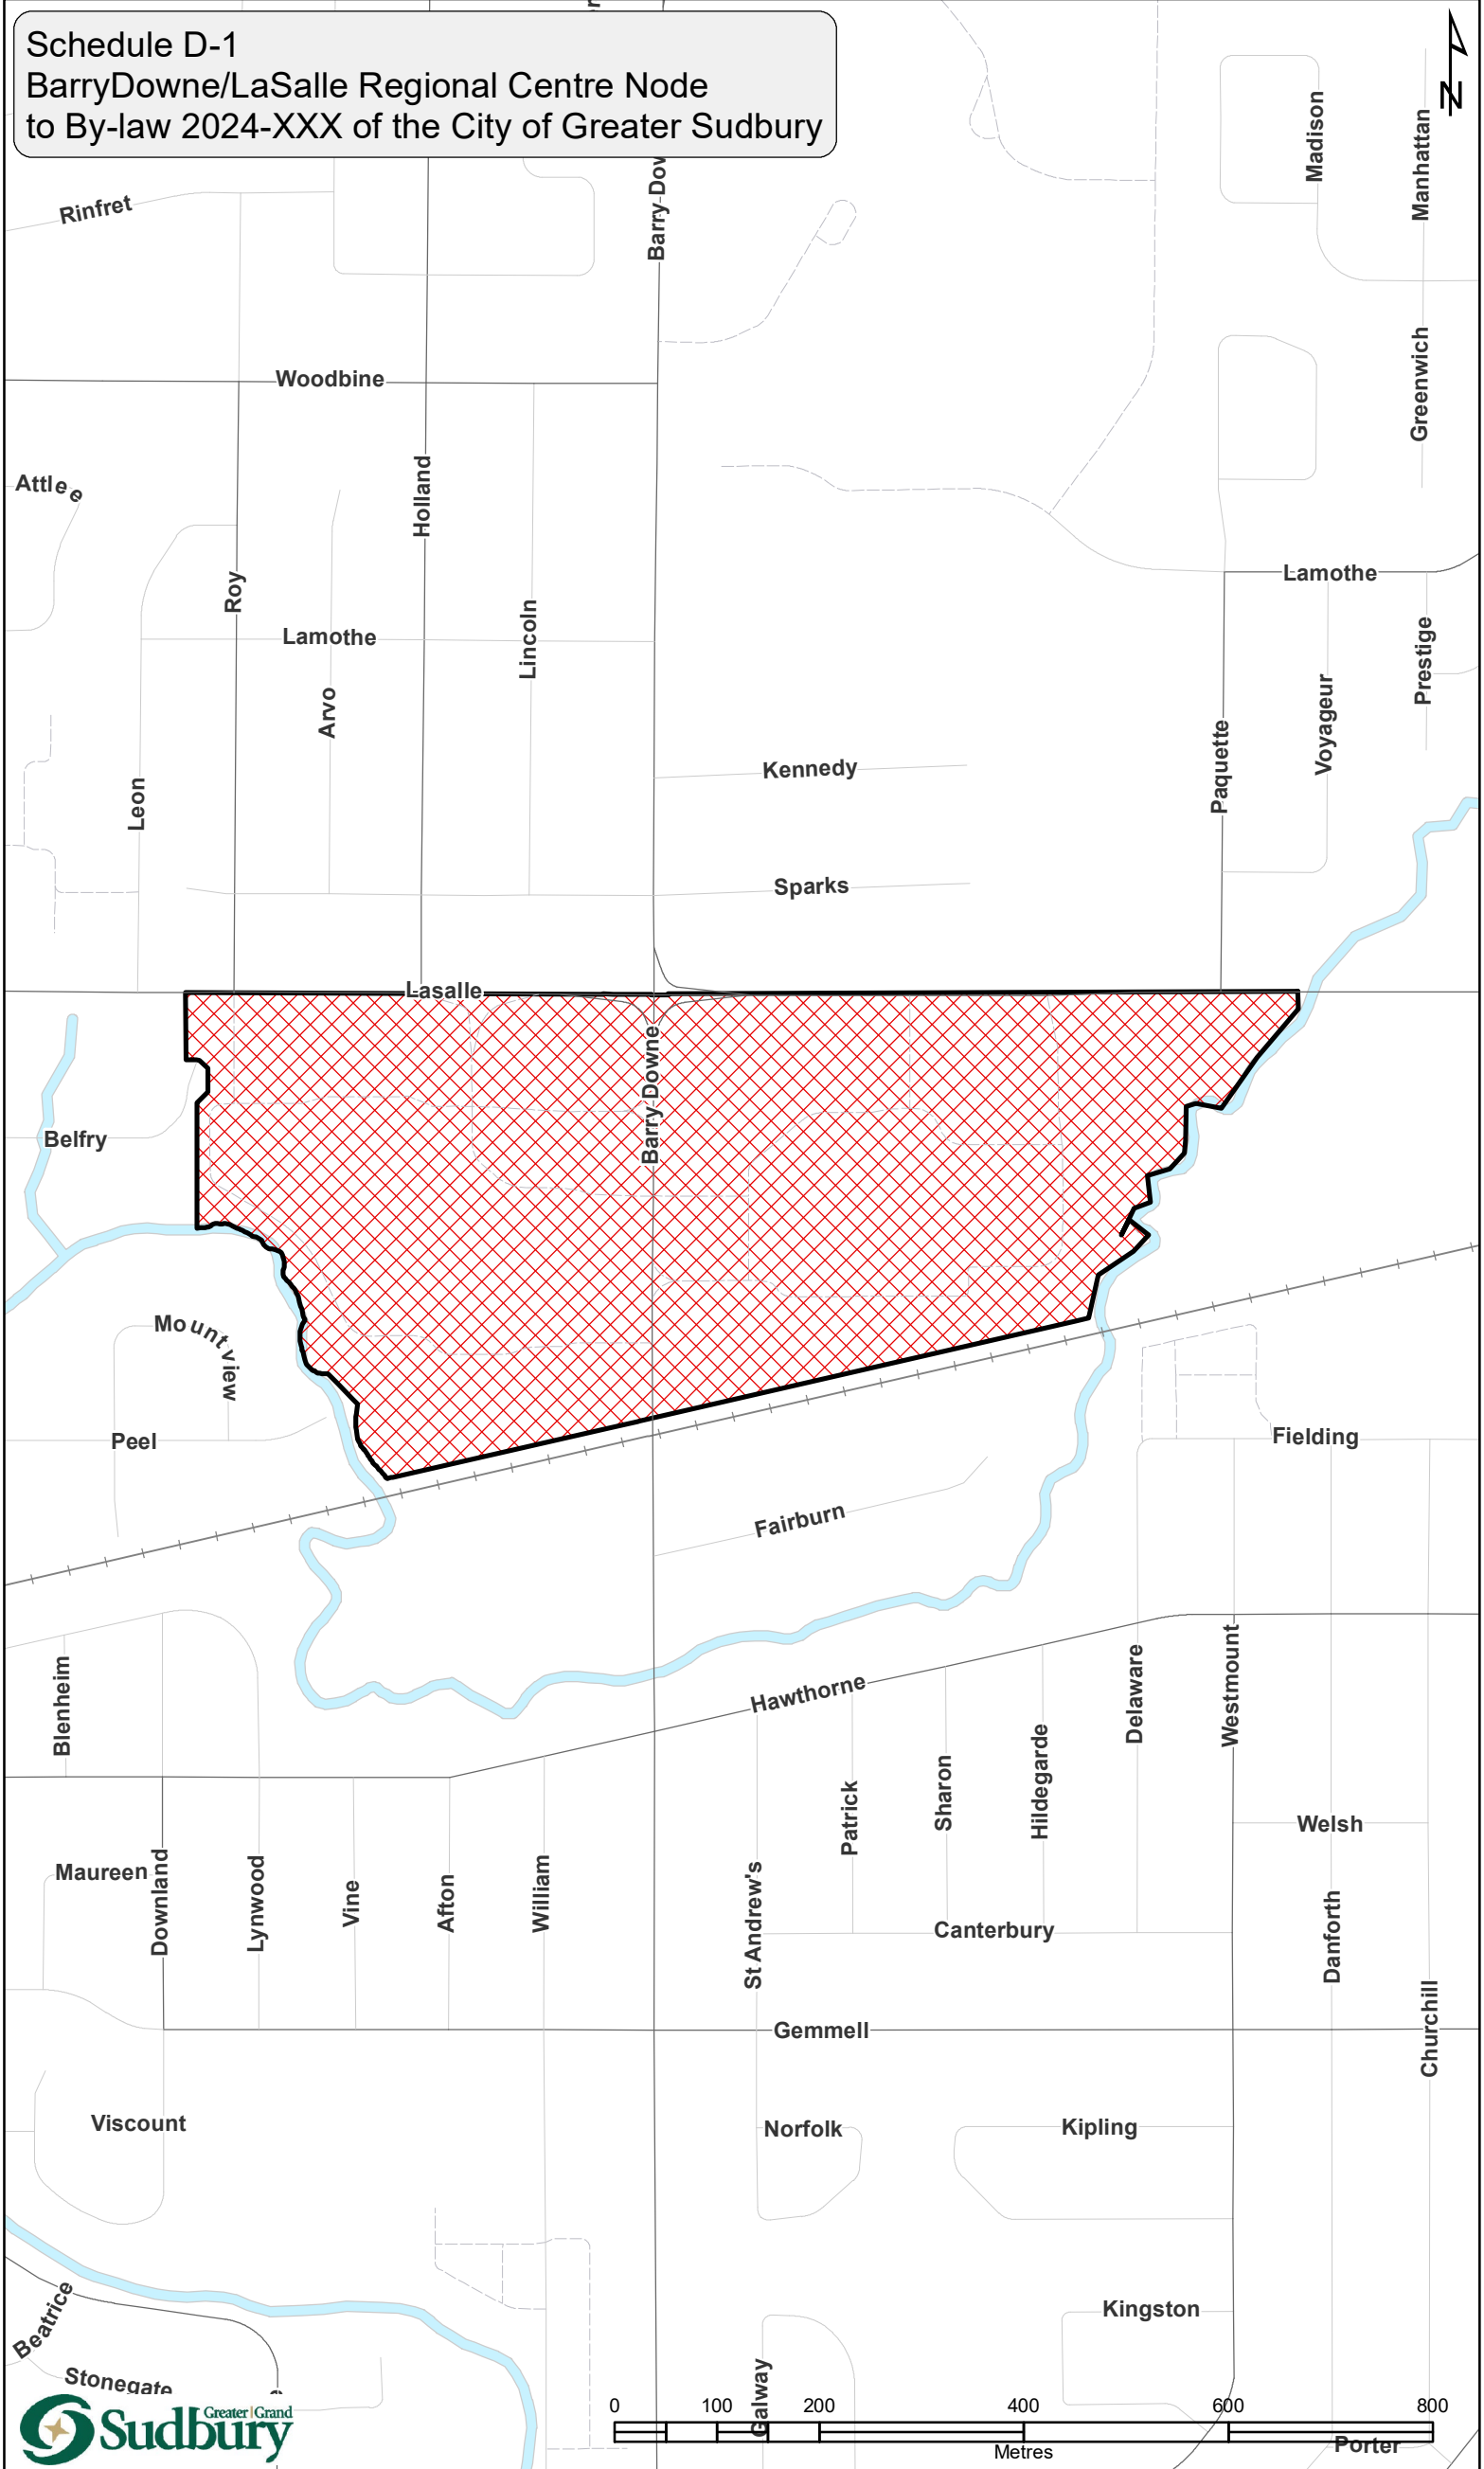 Schedule D-1
BarryDowne/LaSalle Regional Centre Node
to By-law 2024-XXX of the City of Greater Sudbury
N
Madison
Manhattan
Rinfret
Barry Dow
Greenwich
Woodbine
Holland
Attlee
Roy
Lamothe
Lincoln
Lamothe
Prestige
Arvo
Voyageur
Paquette
Kennedy
Leon
Sparks
Lasalle
Barry Downe
Belfry
Mountview
Peel
Fielding
Fairburn
Blenheim
Delaware
Westmount
Hawthorne
Hildegarde
Sharon
Patrick
Welsh
Maureen
Downland
Lynwood
Vine
Afton
William
St Andrew's
Canterbury
Danforth
Churchill
Gemmell
Viscount
Norfolk
Kipling
Kingston
Beatrice
Stonegate
Galway
Greater | Grand
Sudbury
0 100 200 400 600 800
Metres
Porter